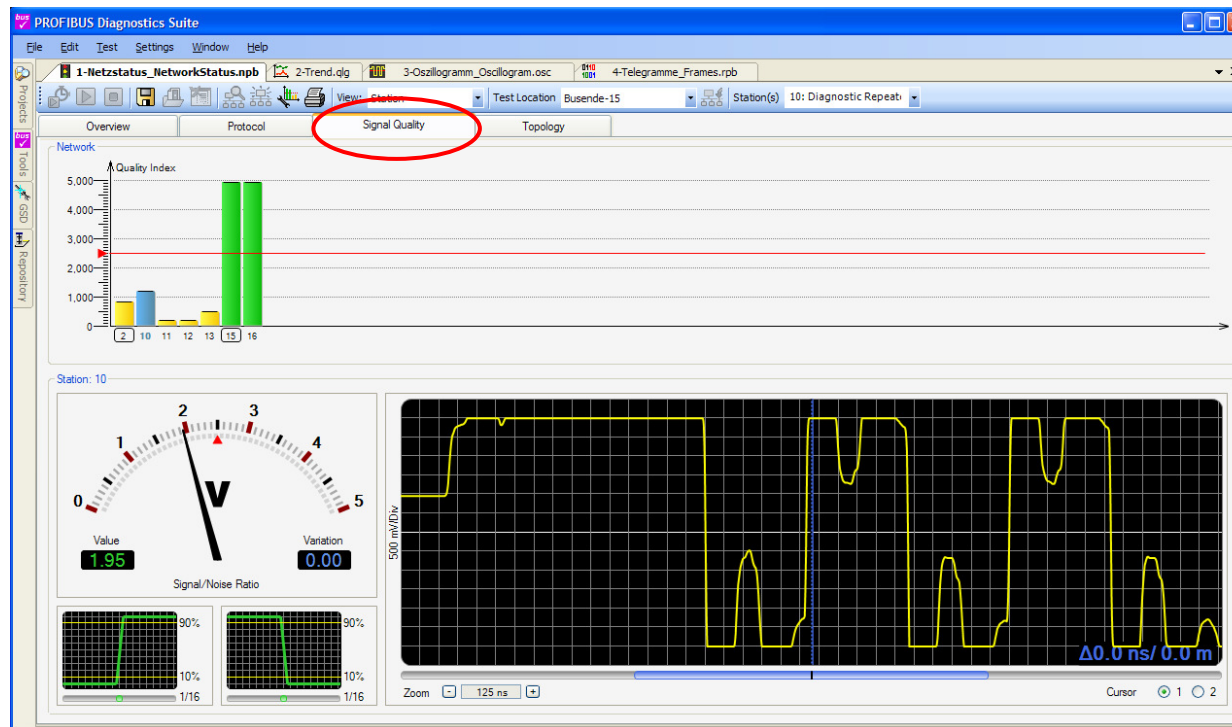 bus PROFIBUS Diagnostics Suite
File Edit Test Settings Window Help
1-Netzstatus_NetworkStatus.npb 2-Trend.qlg 3-Oszillogramm_Oscillogram.osc 0110 1001 4-Telegramme_Frames.rpb
View: Station Test Location Busende-15 Station(s) 10: Diagnostic Repeat
Projects
bus Tools
GSD
Repository
Overview Protocol Signal Quality Topology
Network
Quality Index
5,000
4,000
3,000
2,000
1,000
0
2 10 11 12 13 15 16
Station: 10
0 1 2 3 4 5
V
Value Variation
1.95 0.00
Signal/Noise Ratio
90% 90%
10% 10%
1/16 1/16
500 mV/Div
Δ0.0 ns/ 0.0 m
Zoom - 125 ns + Cursor 1 2